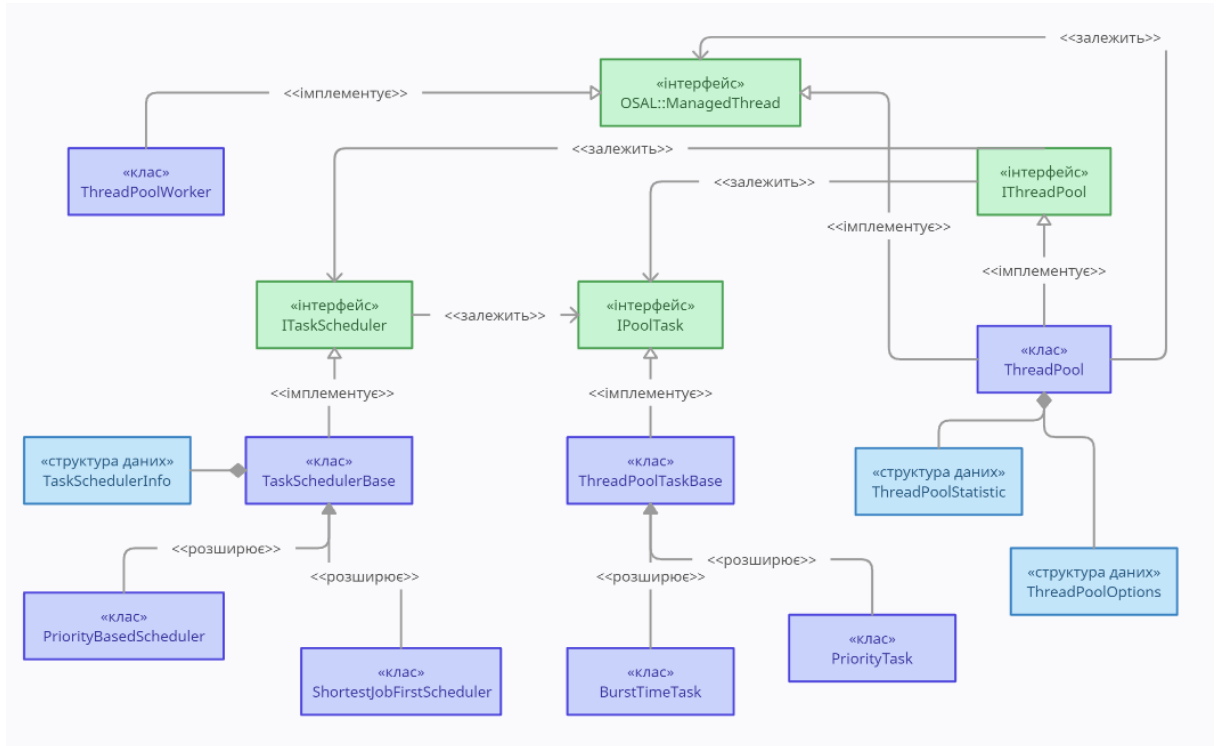 <<залежить>>
«інтерфейс»
OSAL::ManagedThread
<<імплементує>>
<<залежить>>
«клас»
ThreadPoolWorker
<<залежить>>
«інтерфейс»
IThreadPool
<<імплементує>>
<<імплементує>>
«інтерфейс»
ITaskScheduler
<<залежить>>
«інтерфейс»
IPoolTask
«клас»
ThreadPool
<<імплементує>>
<<імплементує>>
«структура даних»
TaskSchedulerInfo
«клас»
TaskSchedulerBase
«клас»
ThreadPoolTaskBase
«структура даних»
ThreadPoolStatistic
<<розширює>>
<<розширює>>
<<розширює>>
<<розширює>>
«структура даних»
ThreadPoolOptions
«клас»
PriorityBasedScheduler
«клас»
ShortestJobFirstScheduler
«клас»
BurstTimeTask
«клас»
PriorityTask